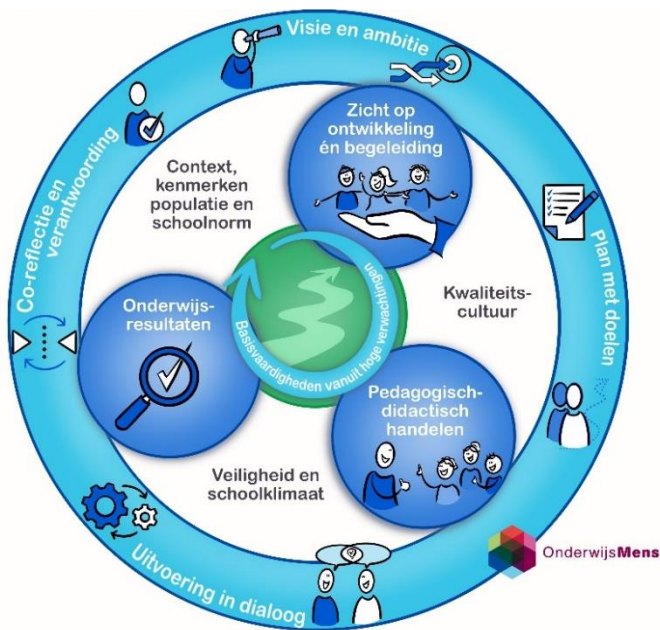 Visie en ambitie
Zicht op
ontwikkeling
én begeleiding
Plan met doelen
Context,
kenmerken
populatie en
schoolnorm
Co-reflectie en
verantwoording
Kwaliteits-
cultuur
Onderwijs-
resultaten
Basisvaardigheden vanuit hoge verwachtingen
Pedagogisch-
didactisch
handelen
Veiligheid en
schoolklimaat
Uitvoering in dialoog
OnderwijsMens